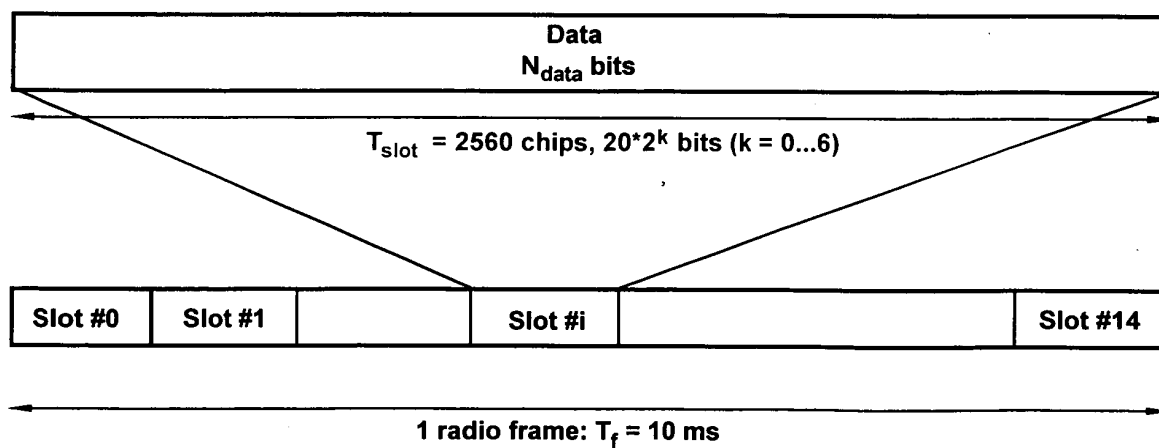 Data
N_data bits
T_slot = 2560 chips, 20*2^k bits (k = 0...6)
Slot #0 Slot #1 Slot #i Slot #14
1 radio frame: T_f = 10 ms